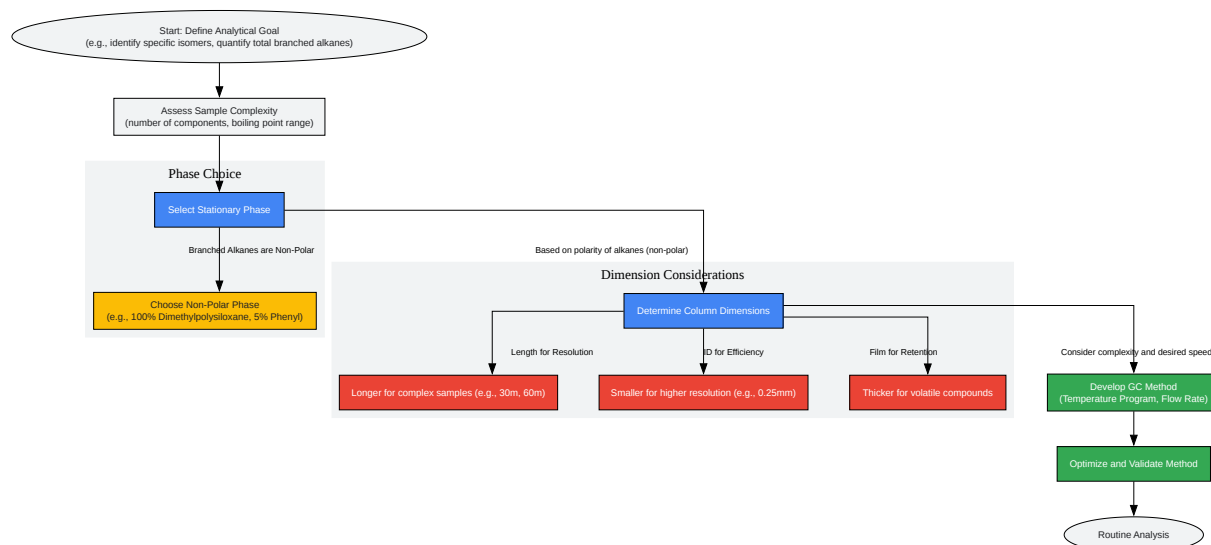 Start: Define Analytical Goal
(e.g., identify specific isomers, quantify total branched alkanes)
Assess Sample Complexity
(number of components, boiling point range)
Phase Choice
Select Stationary Phase
Branched Alkanes are Non-Polar
Based on polarity of alkanes (non-polar)
Choose Non-Polar Phase
(e.g., 100% Dimethylpolysiloxane, 5% Phenyl)
Dimension Considerations
Determine Column Dimensions
Length for Resolution
ID for Efficiency
Film for Retention
Consider complexity and desired speed
Longer for complex samples (e.g., 30m, 60m)
Smaller for higher resolution (e.g., 0.25mm)
Thicker for volatile compounds
Develop GC Method
(Temperature Program, Flow Rate)
Optimize and Validate Method
Routine Analysis